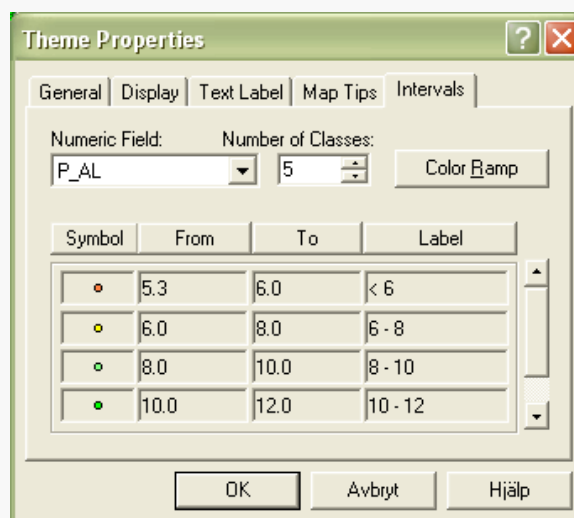 Theme Properties
General Display Text Label Map Tips Intervals
Numeric Field: Number of Classes:
P_AL 5 Color Ramp
Symbol From To Label
5.3 6.0 < 6
6.0 8.0 6 - 8
8.0 10.0 8 - 10
10.0 12.0 10 - 12
OK Avbryt Hjälp